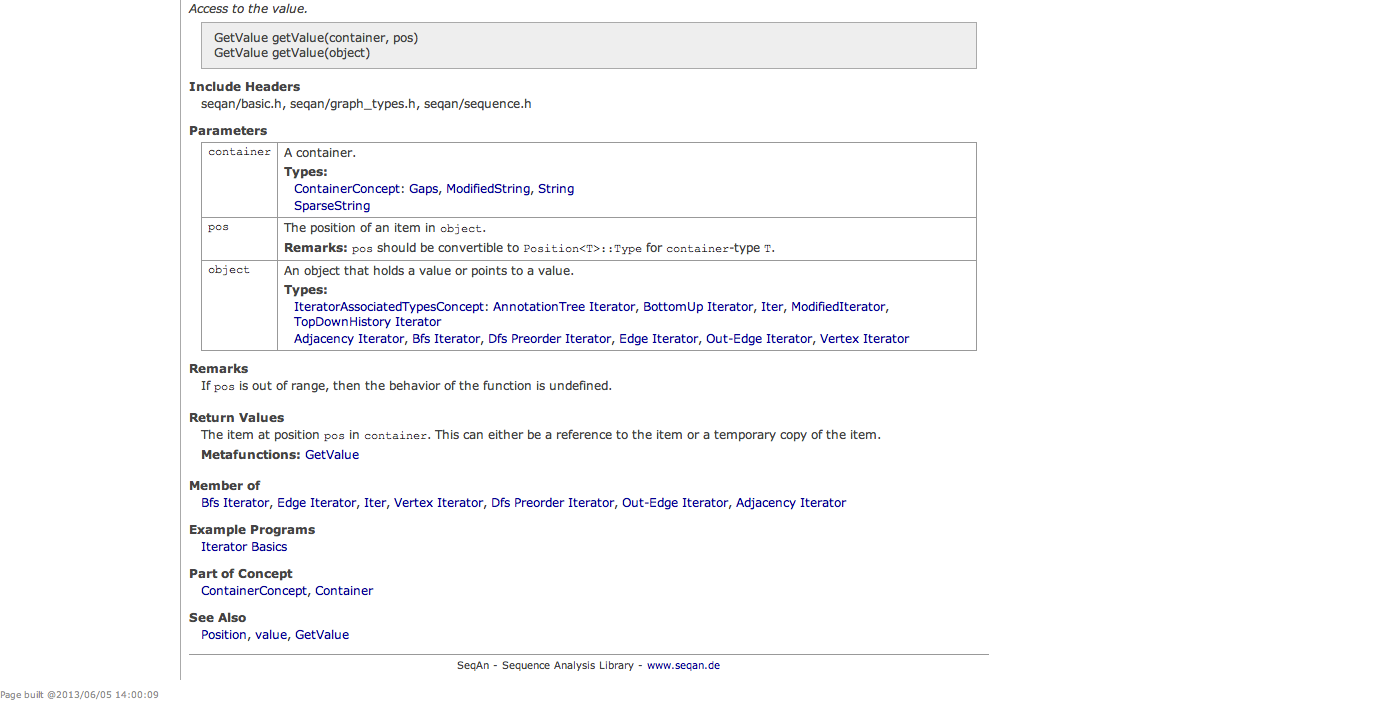 Access to the value.
GetValue getValue(container, pos)
GetValue getValue(object)
Include Headers
seqan/basic.h, seqan/graph_types.h, seqan/sequence.h
Parameters
container A container.
Types:
ContainerConcept: Gaps, ModifiedString, String
SparseString
pos The position of an item in object.
Remarks: pos should be convertible to Position<T>::Type for container-type T.
object An object that holds a value or points to a value.
Types:
IteratorAssociatedTypesConcept: AnnotationTree Iterator, BottomUp Iterator, Iter, ModifiedIterator,
TopDownHistory Iterator
Adjacency Iterator, Bfs Iterator, Dfs Preorder Iterator, Edge Iterator, Out-Edge Iterator, Vertex Iterator
Remarks
If pos is out of range, then the behavior of the function is undefined.
Return Values
The item at position pos in container. This can either be a reference to the item or a temporary copy of the item.
Metafunctions: GetValue
Member of
Bfs Iterator, Edge Iterator, Iter, Vertex Iterator, Dfs Preorder Iterator, Out-Edge Iterator, Adjacency Iterator
Example Programs
Iterator Basics
Part of Concept
ContainerConcept, Container
See Also
Position, value, GetValue
SeqAn - Sequence Analysis Library - www.seqan.de
Page built @2013/06/05 14:00:09